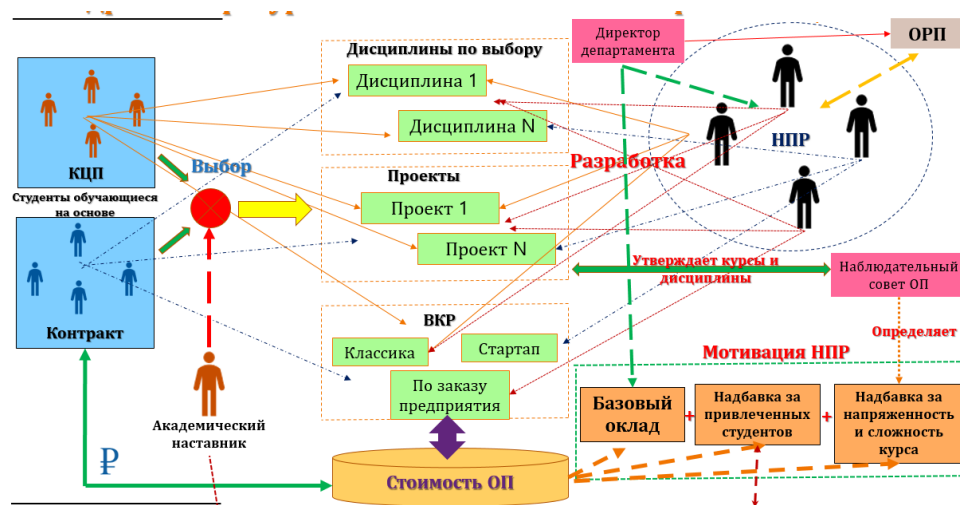 Дисциплины по выбору
Дисциплина 1
Дисциплина N
Директор
департамента
ОРП
НПР
КЦП
Студенты обучающиеся
на основе
Выбор
Разработка
Проекты
Проект 1
Проект N
Контракт
Утверждает курсы и
дисциплины
Наблюдательный
совет ОП
ВКР
Классика
Стартап
По заказу
предприятия
Определяет
Мотивация НПР
Базовый
оклад
+
Надбавка за
привлеченных
студентов
+
Надбавка за
напряженность
и сложность
курса
Академический
наставник
₽
Стоимость ОП